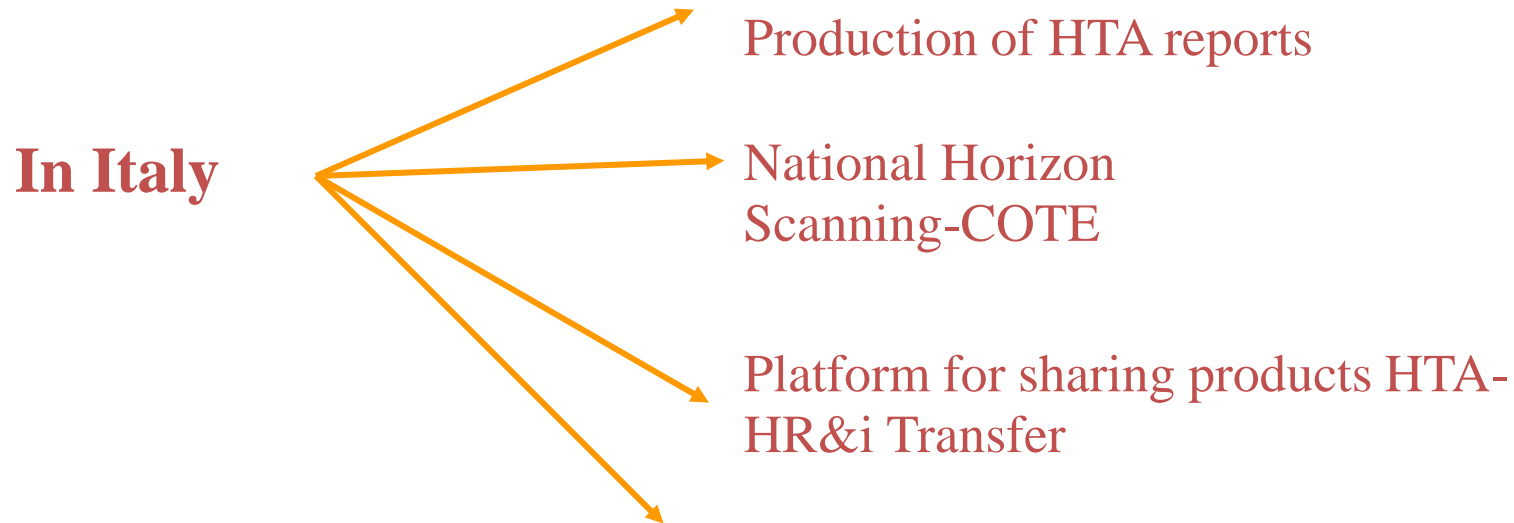 Production of HTA reports
In Italy
National Horizon
Scanning-COTE
Platform for sharing products HTA-
HR&i Transfer